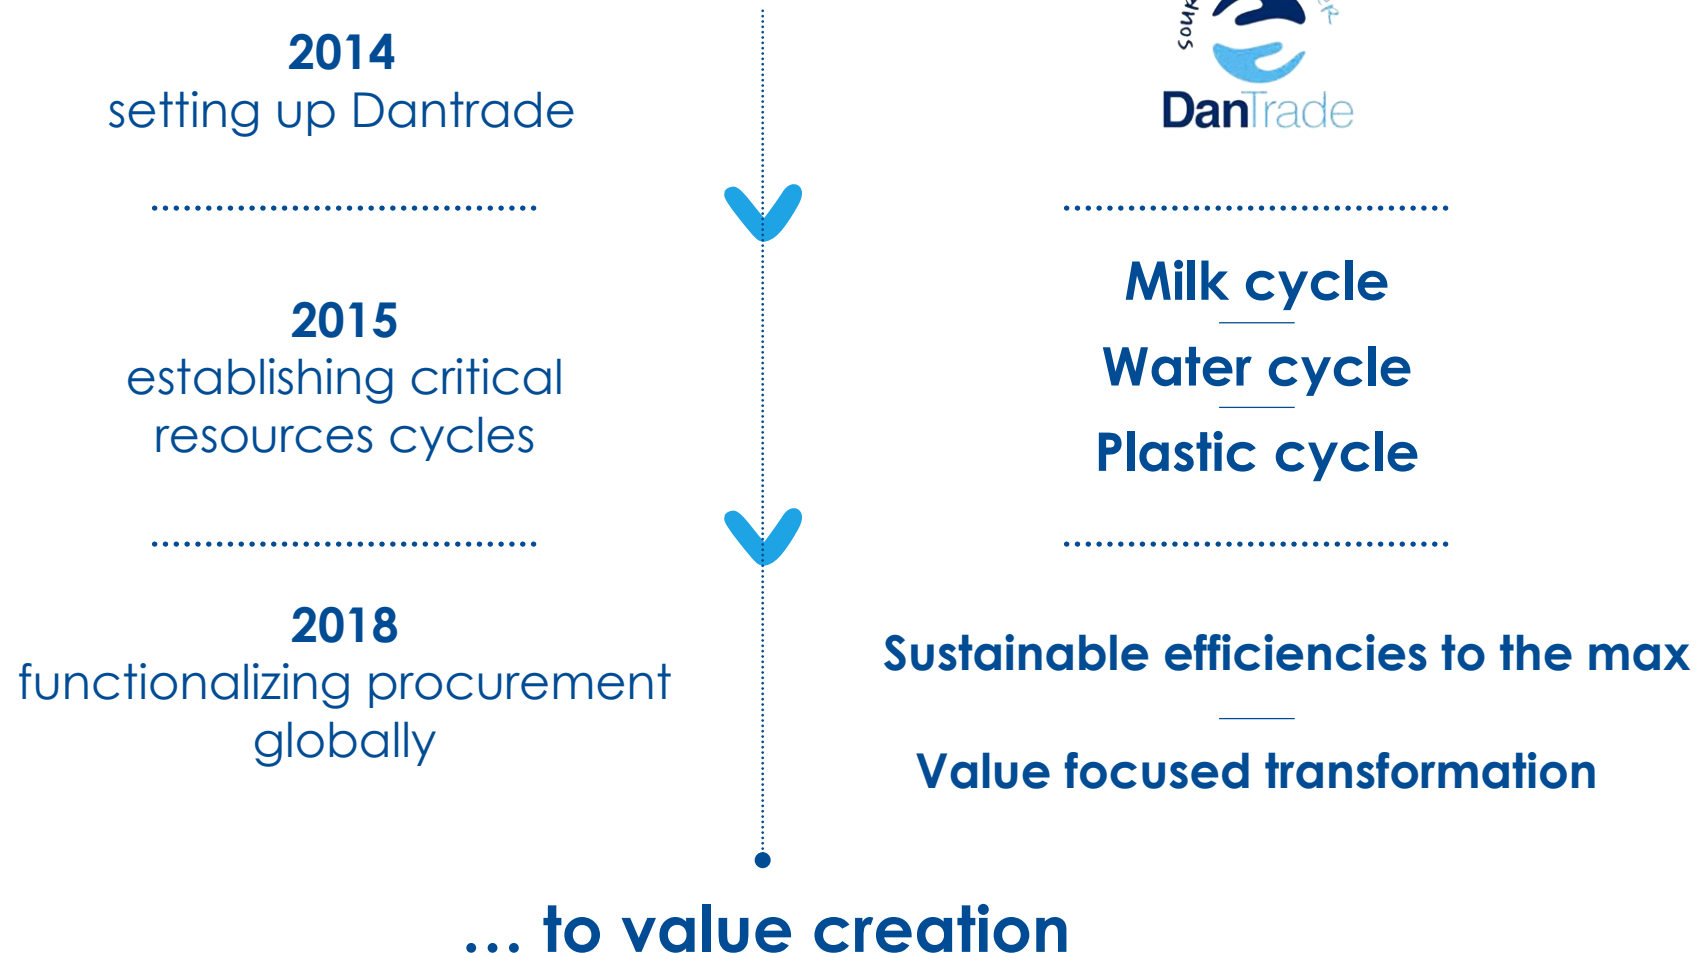 2014
setting up Dantrade
DanTrade
2015
establishing critical
resources cycles
Milk cycle
Water cycle
Plastic cycle
2018
functionalizing procurement
globally
Sustainable efficiencies to the max
Value focused transformation
... to value creation